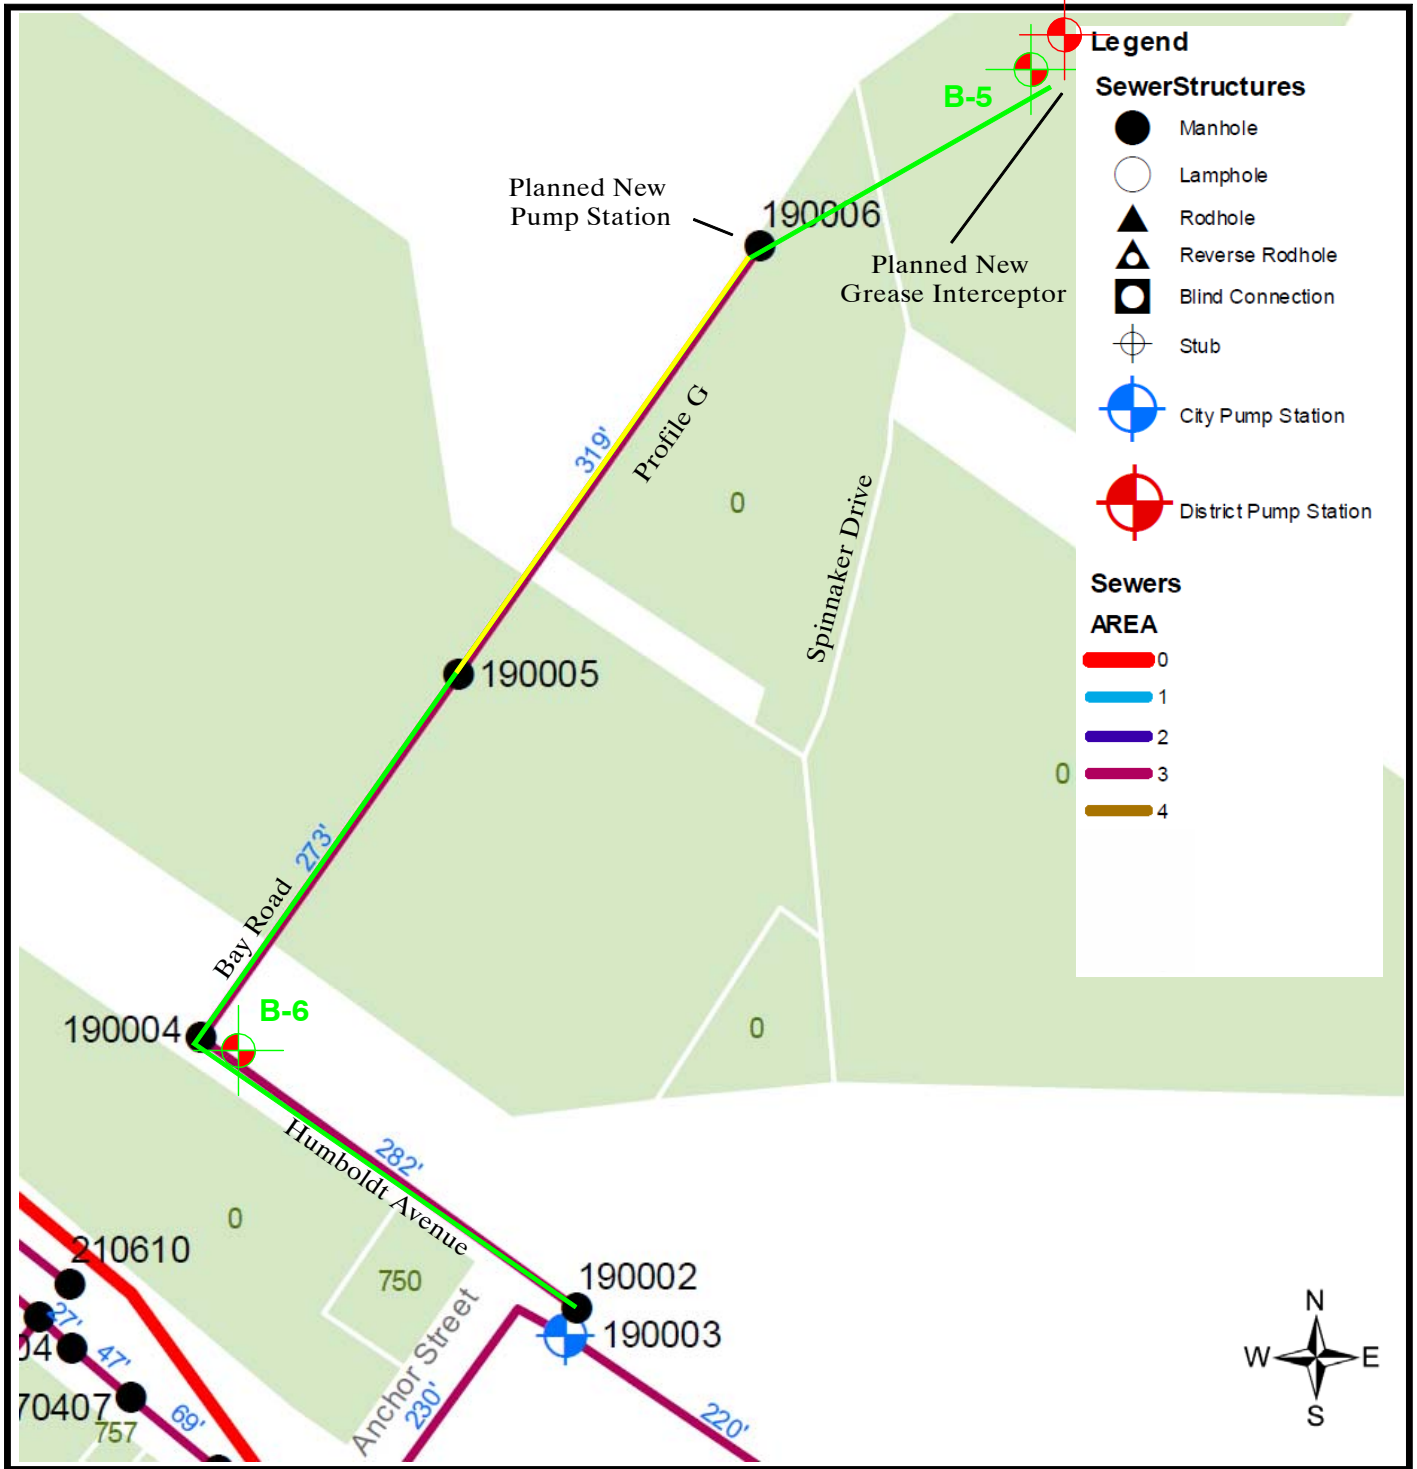 Legend
SewerStructures
Manhole
Lamphole
Rodhole
Reverse Rodhole
Blind Connection
Stub
City Pump Station
District Pump Station
Sewers
AREA
0
1
2
3
4
B-5
Planned New
Pump Station
190006
Planned New
Grease Interceptor
319'
Profile G
0
Spinnaker Drive
190005
0
273'
Bay Road
B-6
190004
0
282'
Humboldt Avenue
0
210610
750
190002
190003
27'
04
47'
70407
757
69'
Anchor Street
230'
220'
N
W E
S